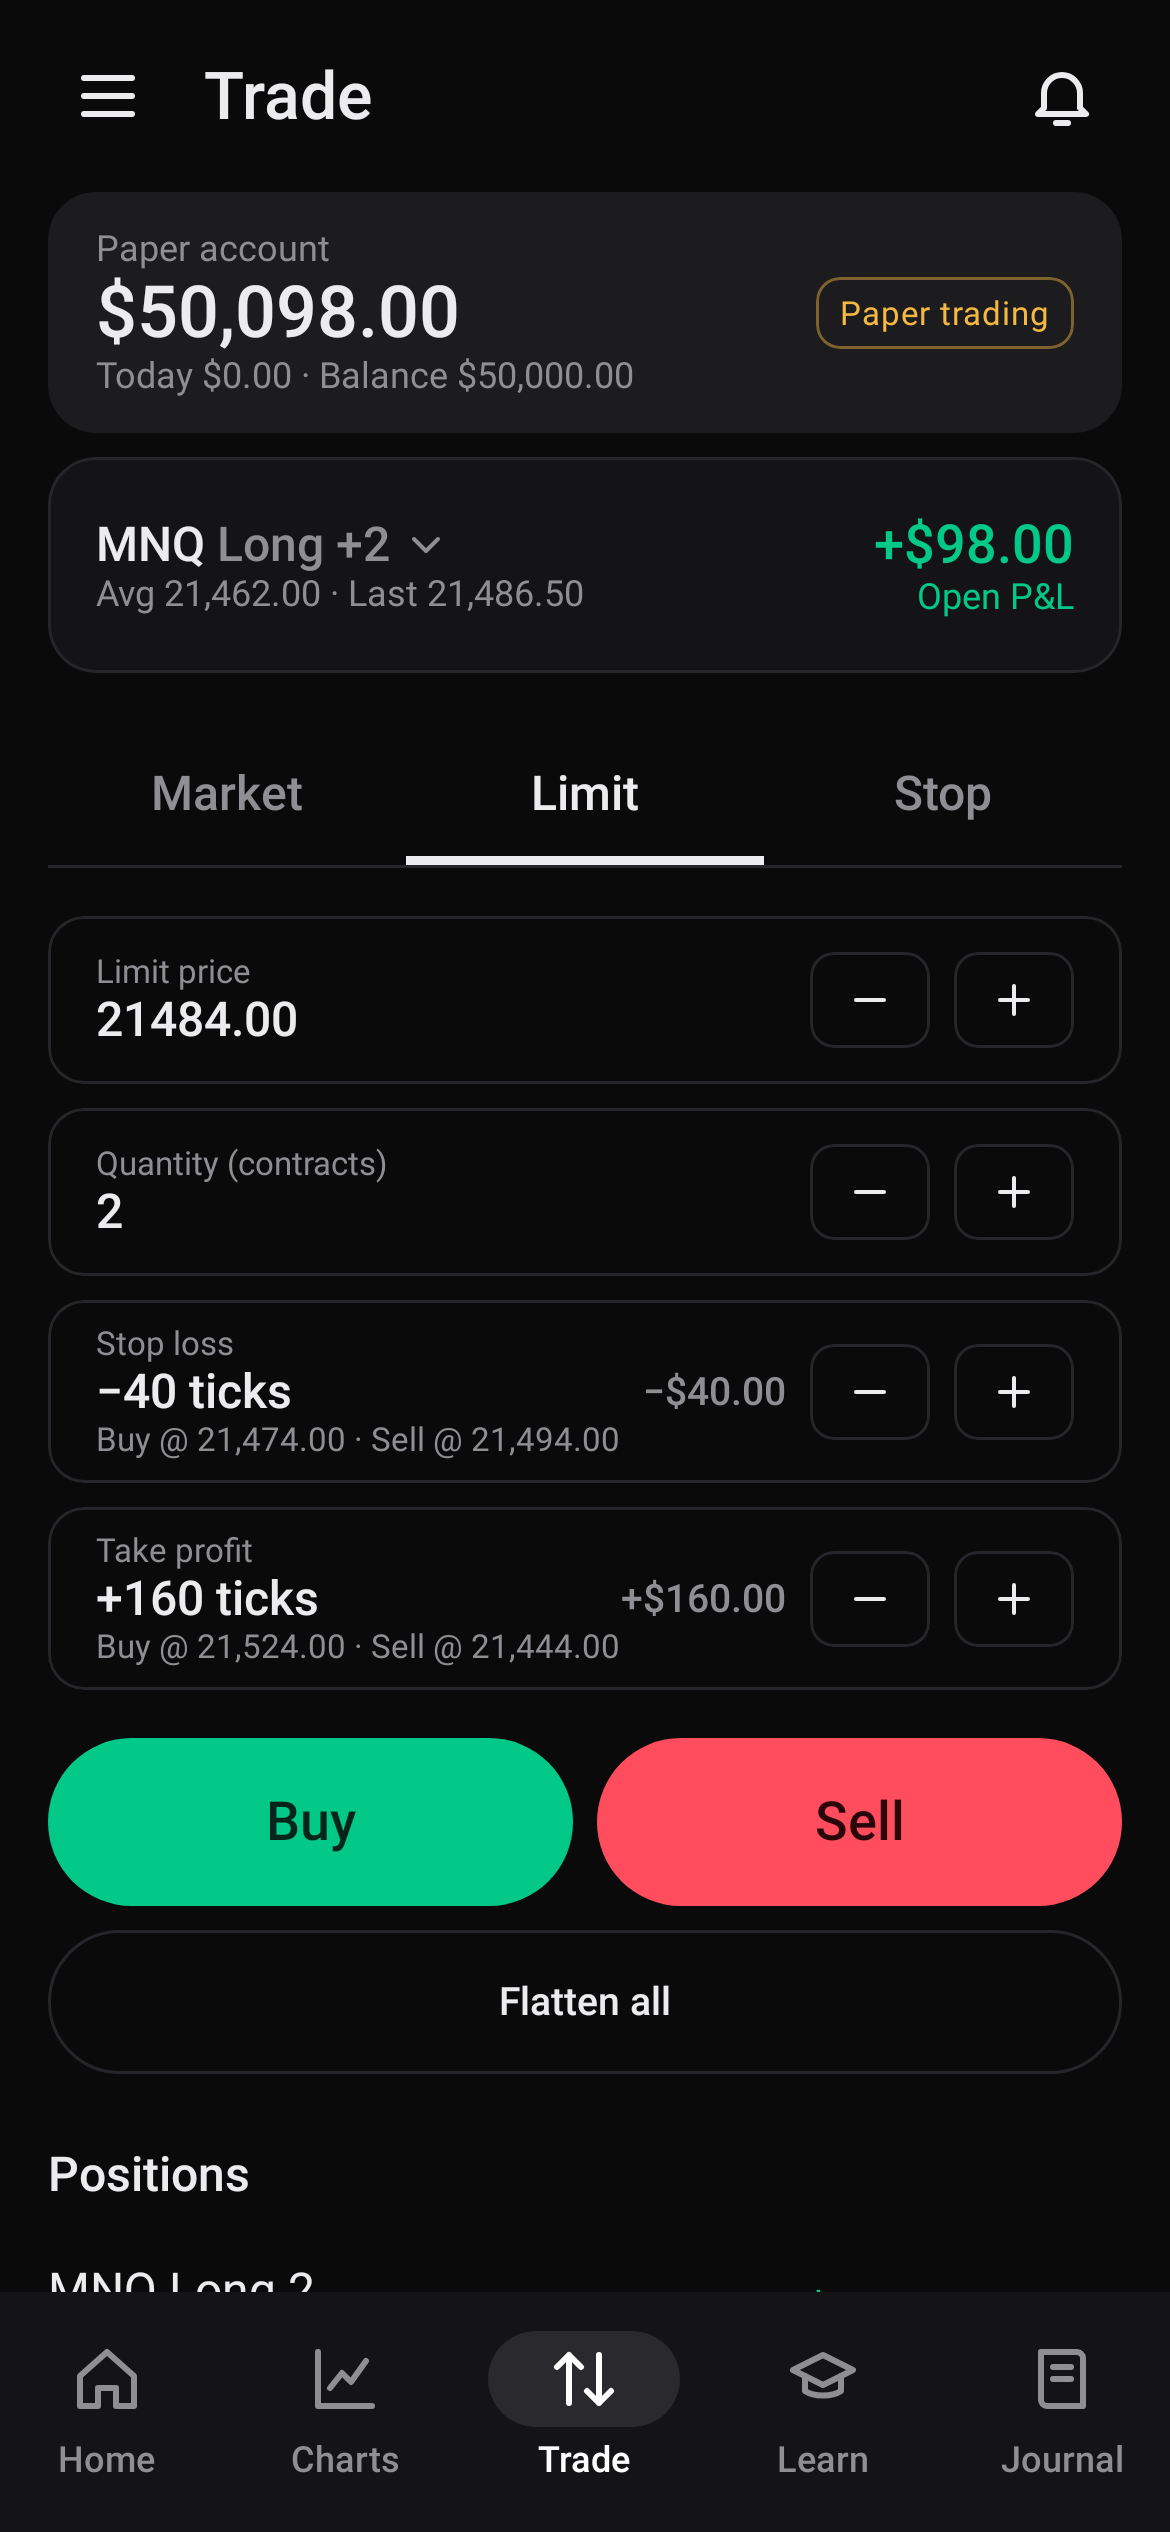 Trade
Paper account
$50,098.00
Paper trading
Today $0.00 · Balance $50,000.00
MNQ Long +2
+$98.00
Avg 21,462.00 · Last 21,486.50
Open P&L
Market
Limit
Stop
Limit price
21484.00
Quantity (contracts)
2
Stop loss
−40 ticks
−$40.00
Buy @ 21,474.00 · Sell @ 21,494.00
Take profit
+160 ticks
+$160.00
Buy @ 21,524.00 · Sell @ 21,444.00
Buy
Sell
Flatten all
Positions
MNQ Long 2
Home
Charts
Trade
Learn
Journal